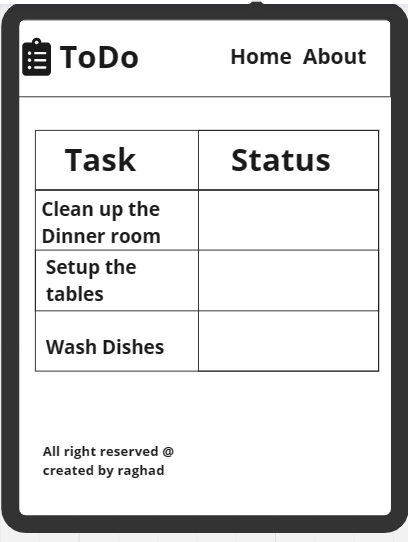 ToDo
Home About
Task Status
Clean up the
Dinner room
Setup the
tables
Wash Dishes
All right reserved @
created by raghad